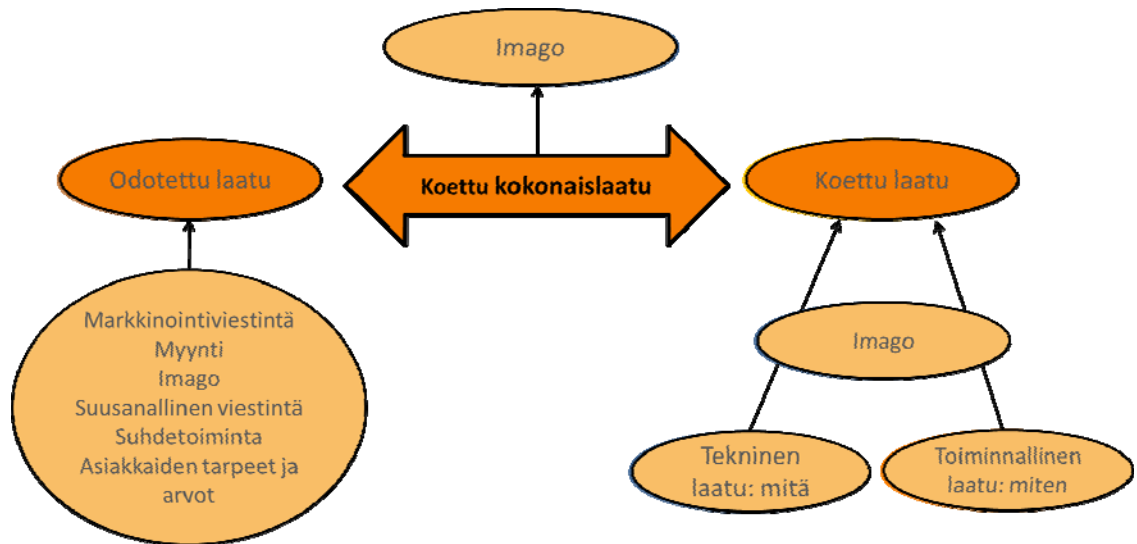 Imago
Odotettu laatu
Koettu kokonaislaatu
Koettu laatu
Markkinointiviestintä
Myynti
Imago
Suusanallinen viestintä
Suhdetoiminta
Asiakkaiden tarpeet ja
arvot
Imago
Tekninen
laatu: mitä
Toiminnallinen
laatu: miten